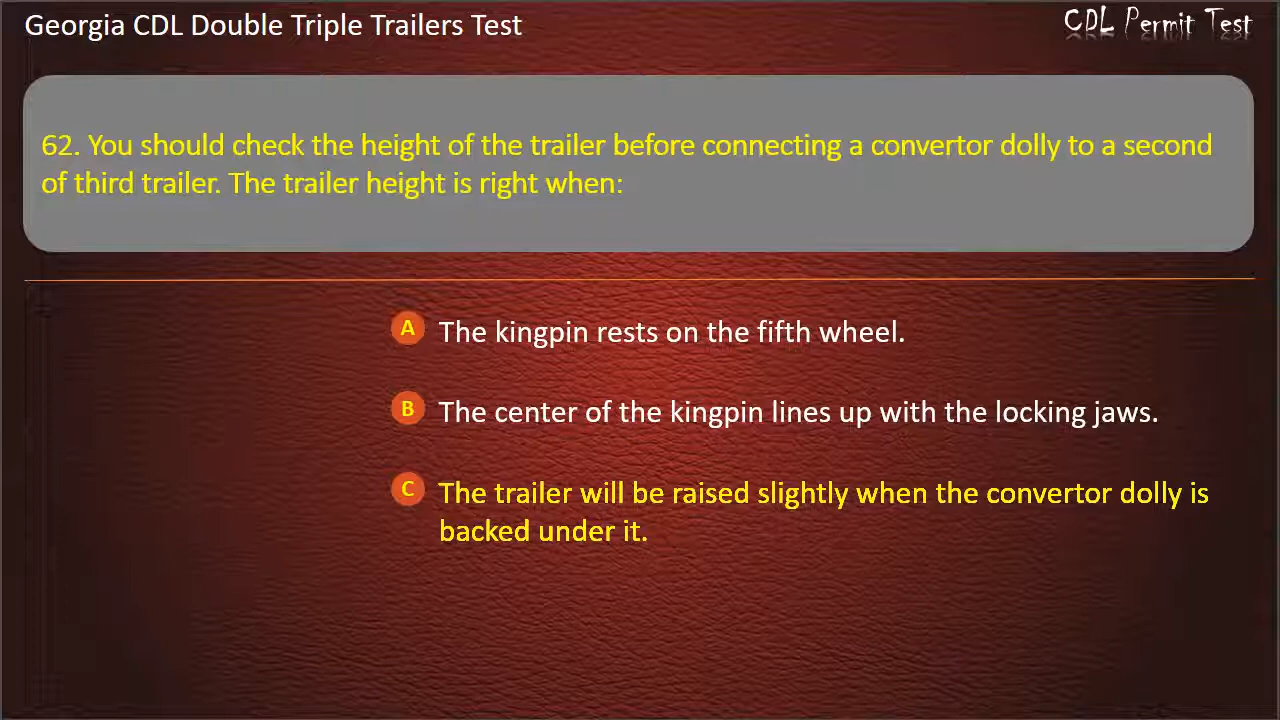 Georgia CDL Double Triple Trailers Test
CDL Permit Test
62. You should check the height of the trailer before connecting a convertor dolly to a second
of third trailer. The trailer height is right when:
A The kingpin rests on the fifth wheel.
B The center of the kingpin lines up with the locking jaws.
C The trailer will be raised slightly when the convertor dolly is
backed under it.